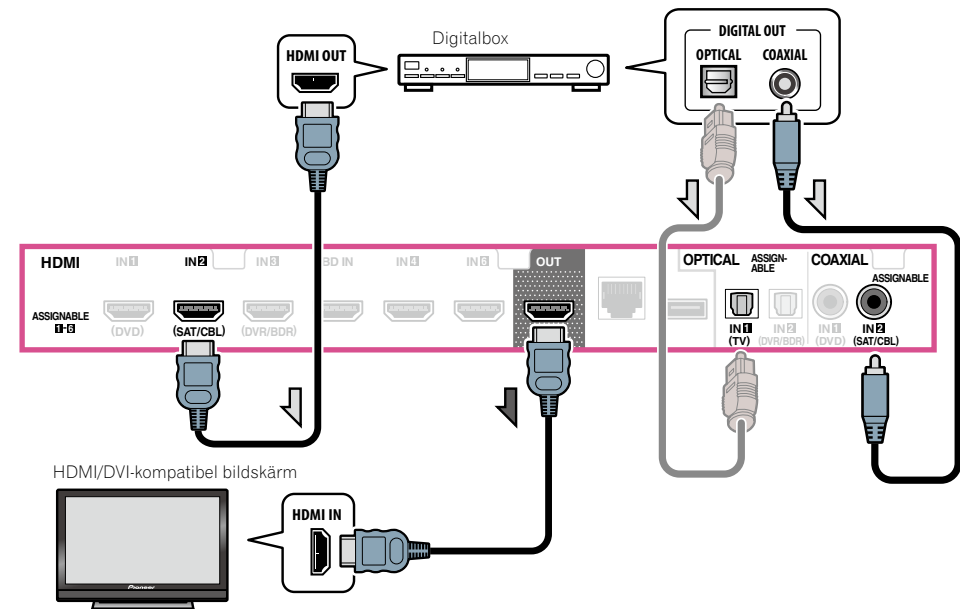 Digitalbox
HDMI OUT
DIGITAL OUT
OPTICAL COAXIAL
HDMI IN 1 IN 2 IN 3 BD IN IN 4 IN 5 OUT OPTICAL ASSIGN-
ABLE COAXIAL
ASSIGNABLE
ASSIGNABLE
1-6
(DVD) (SAT/CBL) (DVR/BDR)
IN 1 IN 2 IN 1 IN 2
(TV) (DVR/BDR) (DVD) (SAT/CBL)
HDMI/DVI-kompatibel bildskärm
HDMI IN
Pioneer